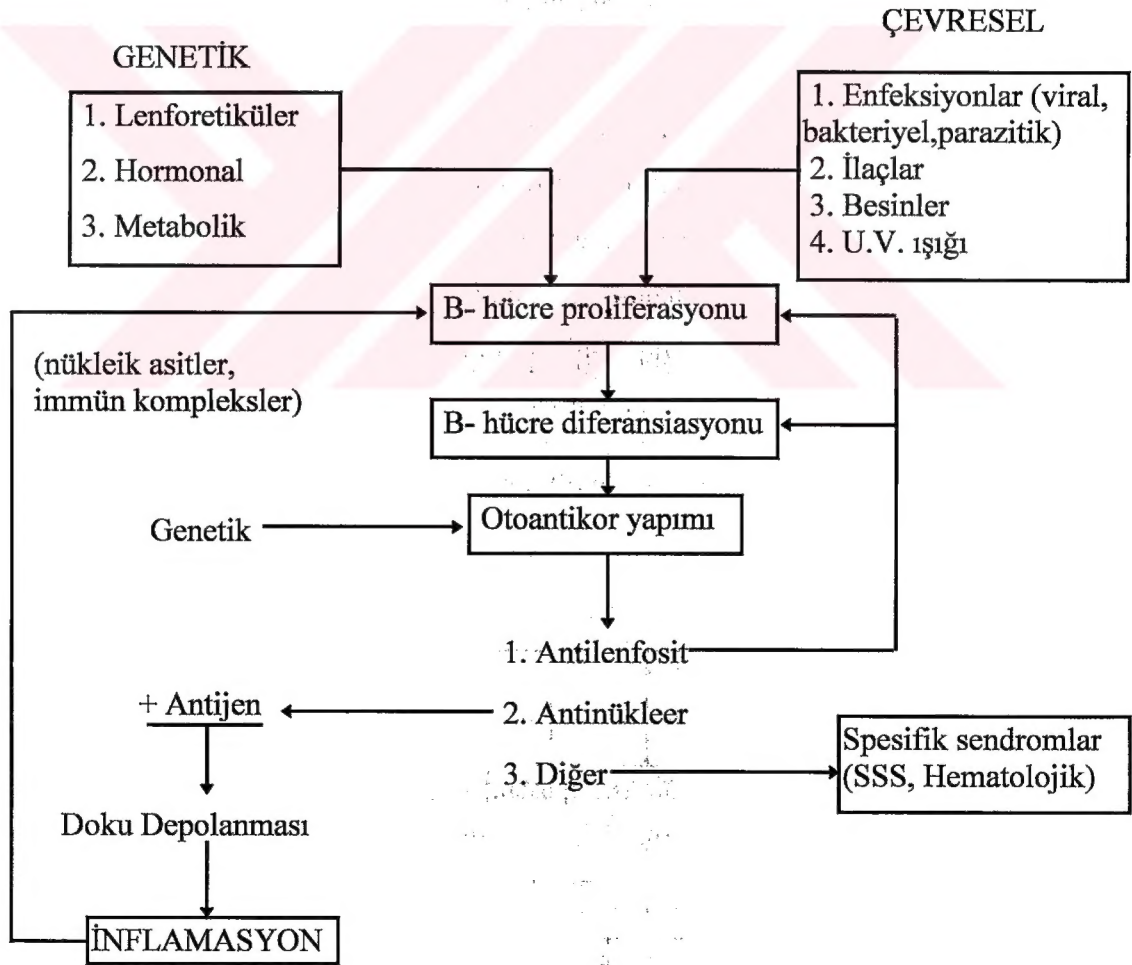 GENETİK
1. Lenforetiküler
2. Hormonal
3. Metabolik
ÇEVRESEL
1. Enfeksiyonlar (viral,
bakteriyel,parazitik)
2. İlaçlar
3. Besinler
4. U.V. ışığı
B- hücre proliferasyonu
(nükleik asitler,
immün kompleksler)
B- hücre diferansiasyonu
Genetik
Otoantikor yapımı
1. Antilenfosit
+ Antijen
2. Antinükleer
3. Diğer
Spesifik sendromlar
(SSS, Hematolojik)
Doku Depolanması
İNFLAMASYON